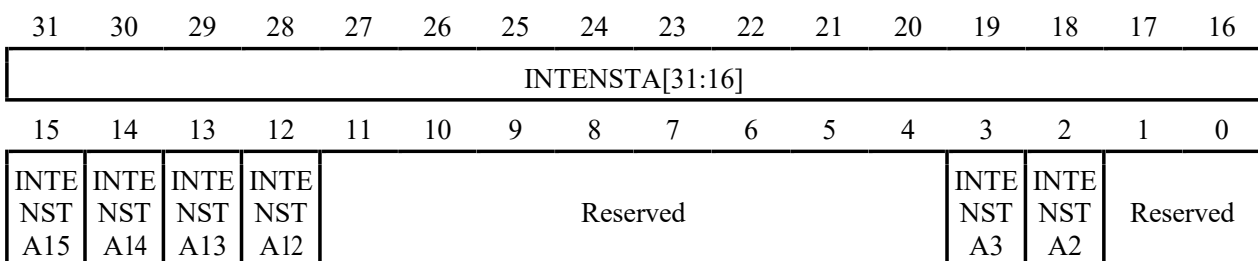 31 30 29 28 27 26 25 24 23 22 21 20 19 18 17 16
INTENSTA[31:16]
15 14 13 12 11 10 9 8 7 6 5 4 3 2 1 0
INTE INTE INTE INTE INTE INTE
NST NST NST NST Reserved NST NST Reserved
A15 A14 A13 A12 A3 A2